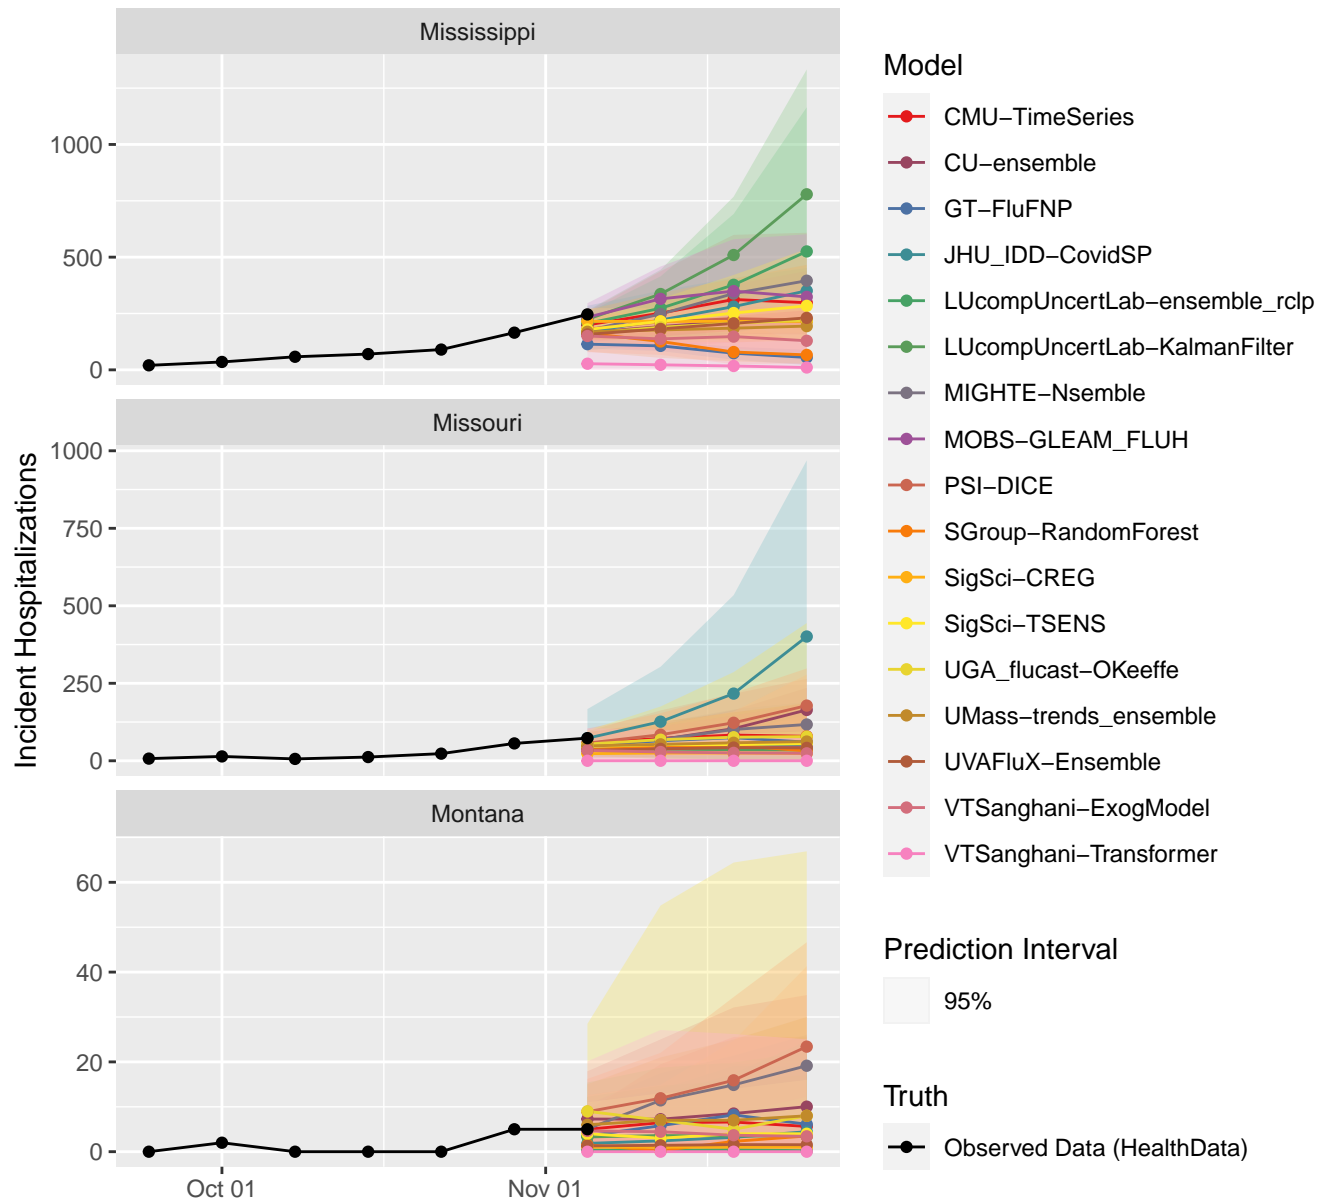 Mississippi
1000
500
0
Missouri
1000
750
500
250
0
Montana
60
40
20
0
Oct 01
Nov 01
Incident Hospitalizations
Model
CMU−TimeSeries
CU−ensemble
GT−FluFNP
JHU_IDD−CovidSP
LUcompUncertLab−ensemble_rclp
LUcompUncertLab−KalmanFilter
MIGHTE−Nsemble
MOBS−GLEAM_FLUH
PSI−DICE
SGroup−RandomForest
SigSci−CREG
SigSci−TSENS
UGA_flucast−OKeeffe
UMass−trends_ensemble
UVAFluX−Ensemble
VTSanghani−ExogModel
VTSanghani−Transformer
Prediction Interval
95%
Truth
Observed Data (HealthData)